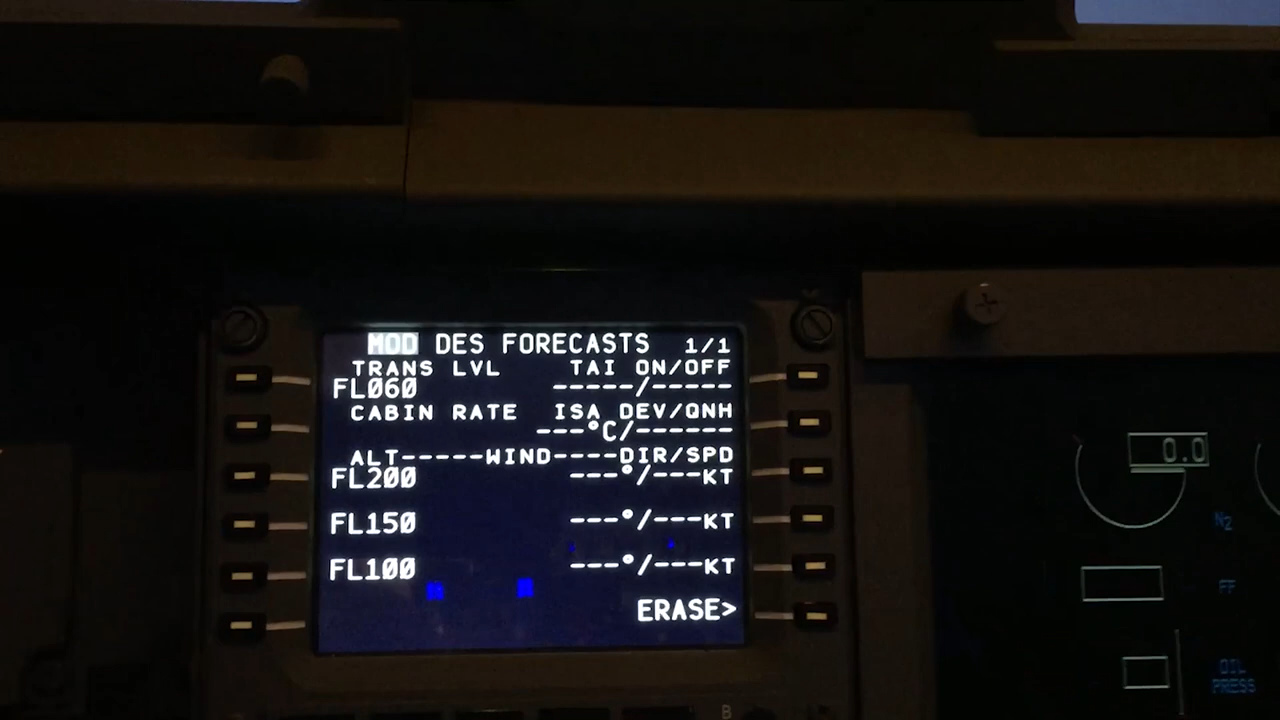 MOD DES FORECASTS 1/1
TRANS LVL TAI ON/OFF
FL060 -----/-----
CABIN RATE ISA DEV/QNH
---°C/------
ALT-----WIND----DIR/SPD
FL200 ---°/---KT
FL150 ---°/---KT
FL100 ---°/---KT
ERASE>
0.0
N2
FF
OIL
PRESS
B